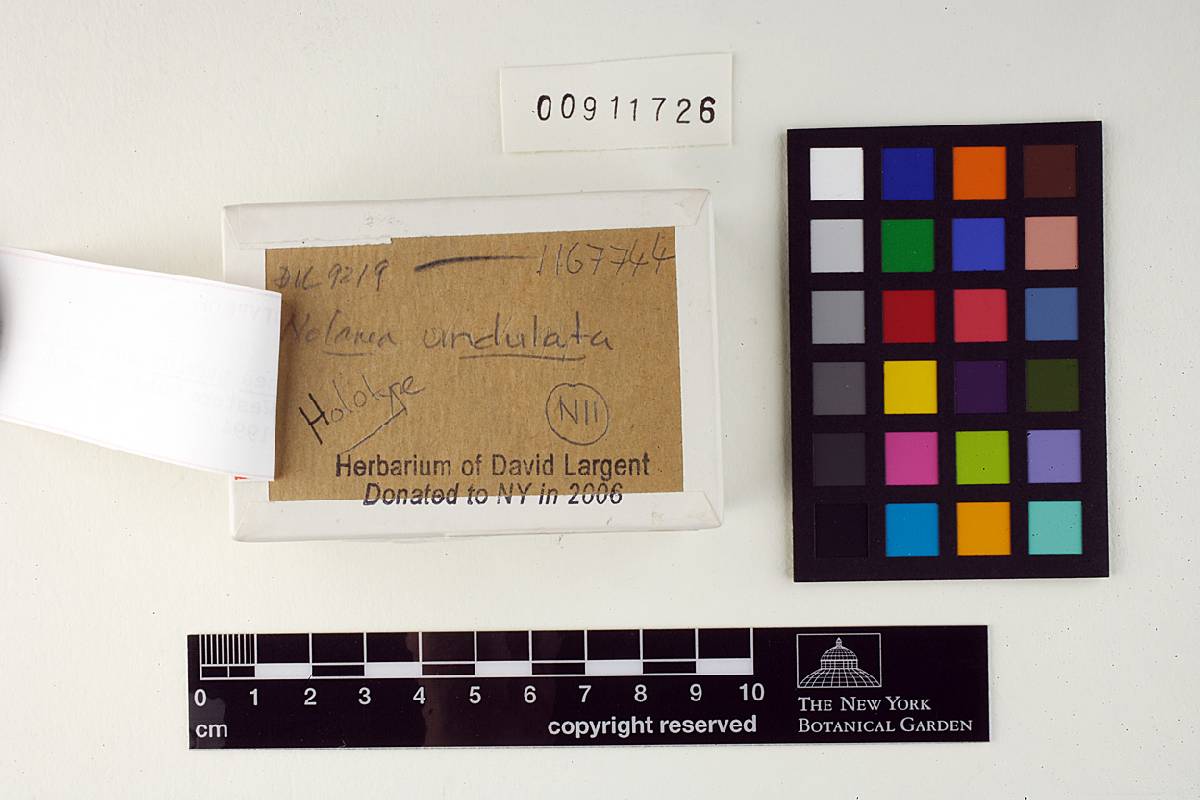 00911726
DLL 9219 1167744
Nolanea undulata
Holotype
N11
Herbarium of David Largent
Donated to NY in 2006
0 1 2 3 4 5 6 7 8 9 10
cm
copyright reserved
THE NEW YORK
BOTANICAL GARDEN